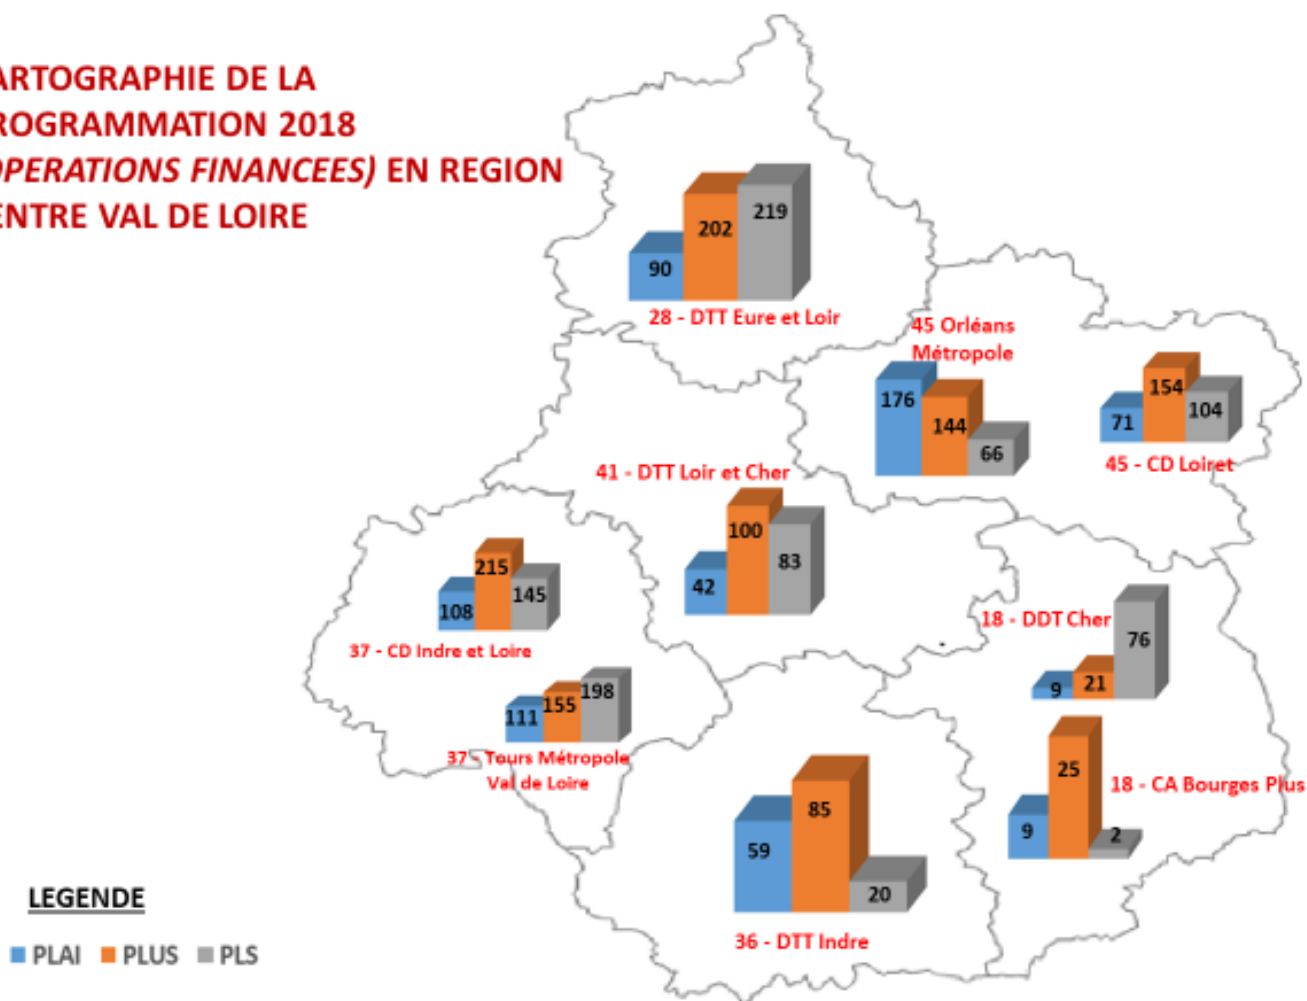 ARTOGRAPHIE DE LA
ROGRAMMATION 2018
OPERATIONS FINANCEES) EN REGION
ENTRE VAL DE LOIRE
90
202
219
28 - DTT Eure et Loir
45 Orléans
Métropole
176
144
66
71
154
104
45 - CD Loiret
41 - DTT Loir et Cher
42
100
83
108
215
145
37 - CD Indre et Loire
111
155
198
37 - Tours Métropole
Val de Loire
18 - DDT Cher
9
21
76
9
25
2
18 - CA Bourges Plus
59
85
20
36 - DTT Indre
LEGENDE
PLAI PLUS PLS